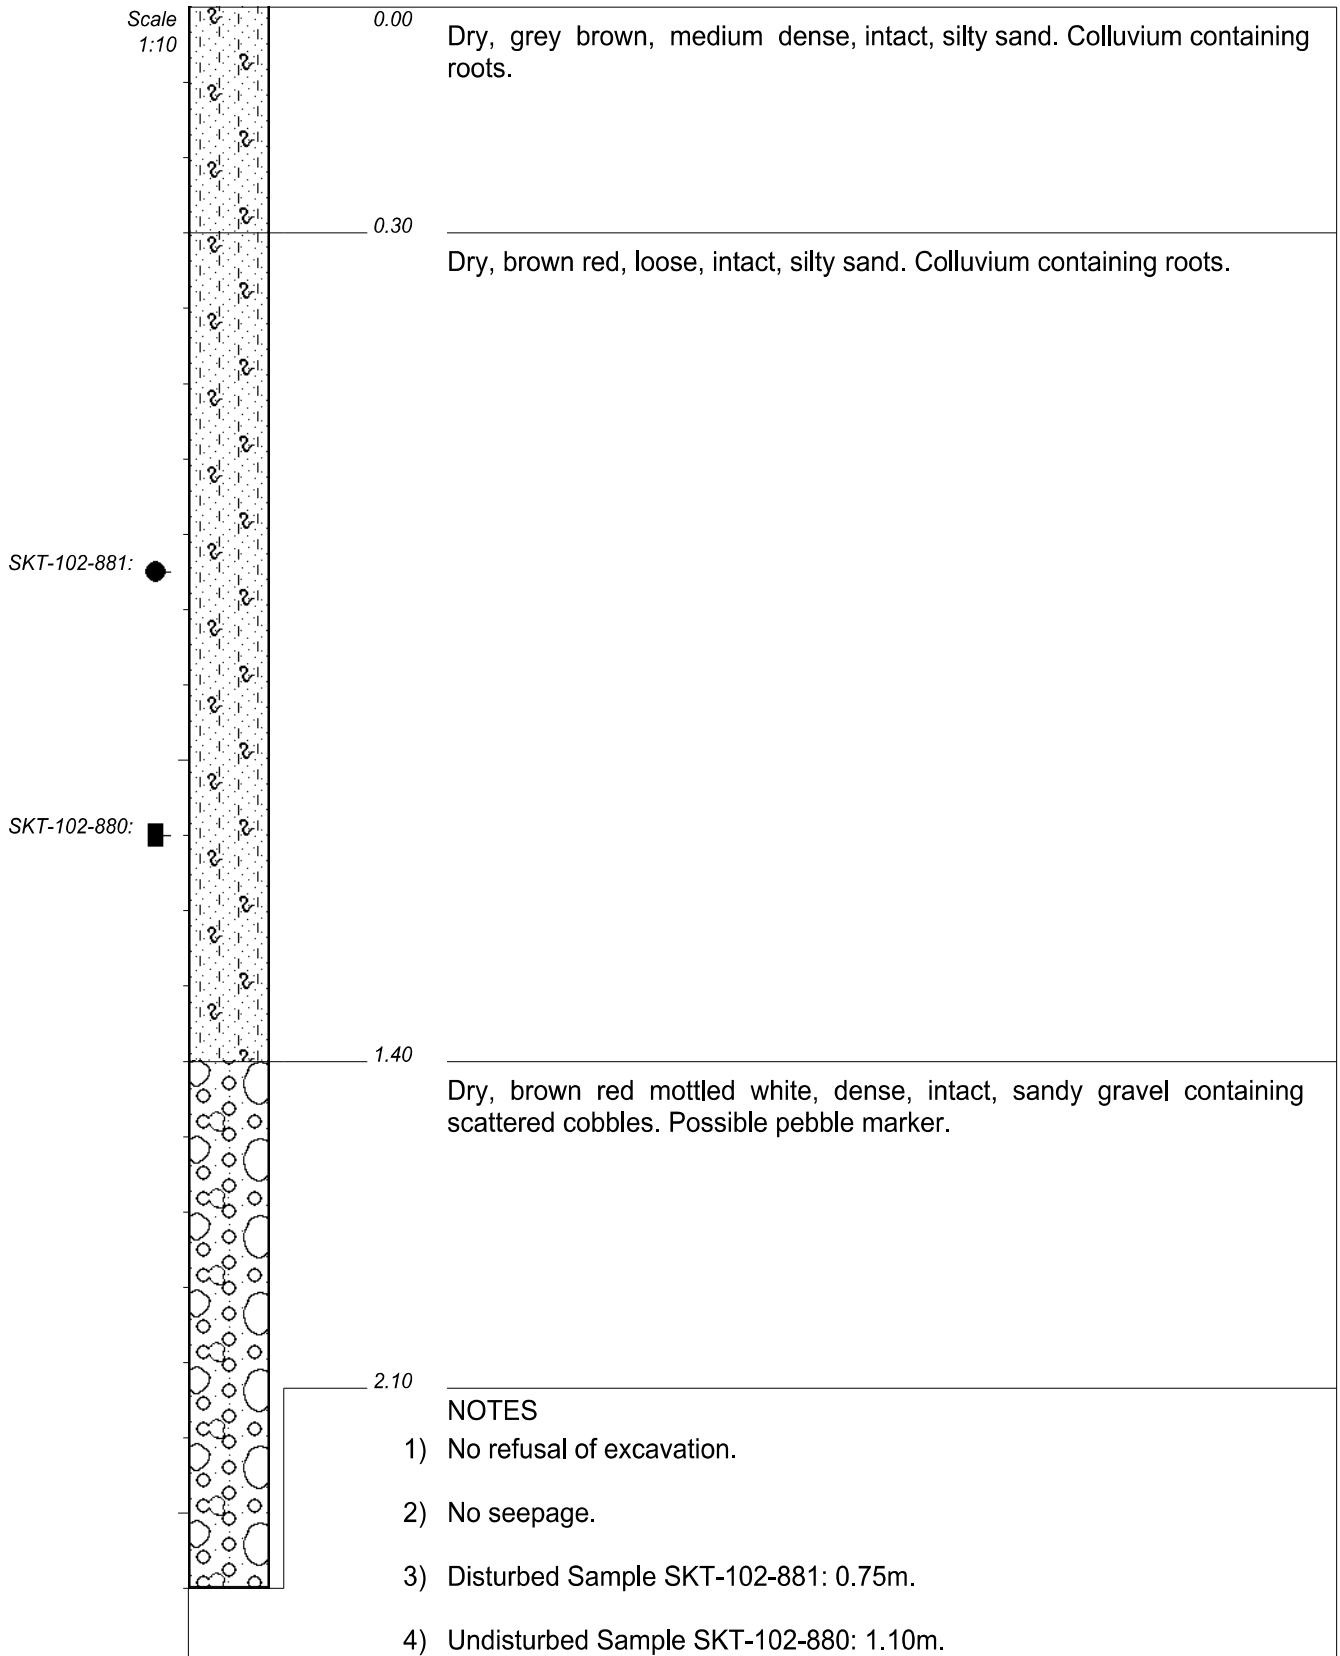 Scale
1:10
0.00
Dry, grey brown, medium dense, intact, silty sand. Colluvium containing
roots.
0.30
Dry, brown red, loose, intact, silty sand. Colluvium containing roots.
SKT-102-881:
SKT-102-880:
1.40
Dry, brown red mottled white, dense, intact, sandy gravel containing
scattered cobbles. Possible pebble marker.
2.10
NOTES
1) No refusal of excavation.
2) No seepage.
3) Disturbed Sample SKT-102-881: 0.75m.
4) Undisturbed Sample SKT-102-880: 1.10m.